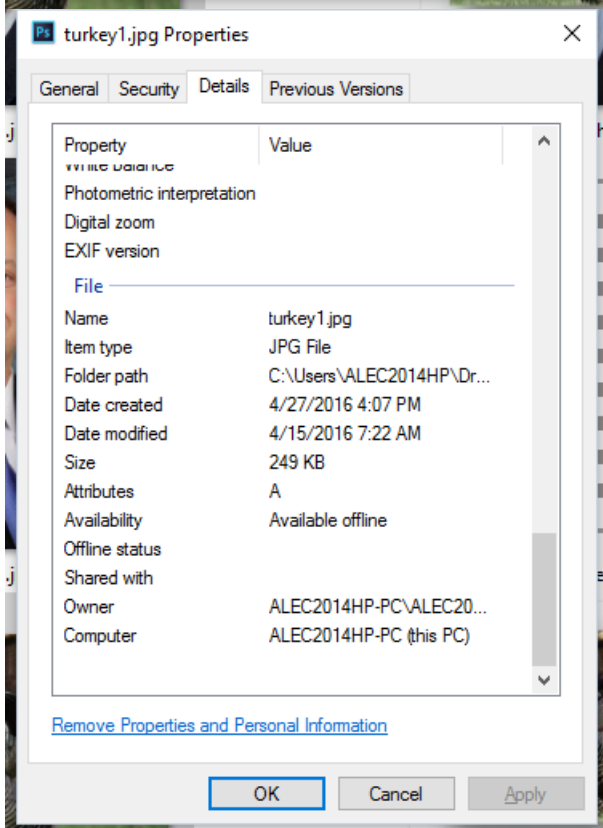 Ps turkey1.jpg Properties
General Security Details Previous Versions
Property Value
White balance
Photometric interpretation
Digital zoom
EXIF version
File
Name turkey1.jpg
Item type JPG File
Folder path C:\Users\ALEC2014HP\Dr...
Date created 4/27/2016 4:07 PM
Date modified 4/15/2016 7:22 AM
Size 249 KB
Attributes A
Availability Available offline
Offline status
Shared with
Owner ALEC2014HP-PC\ALEC20...
Computer ALEC2014HP-PC (this PC)
Remove Properties and Personal Information
OK Cancel Apply